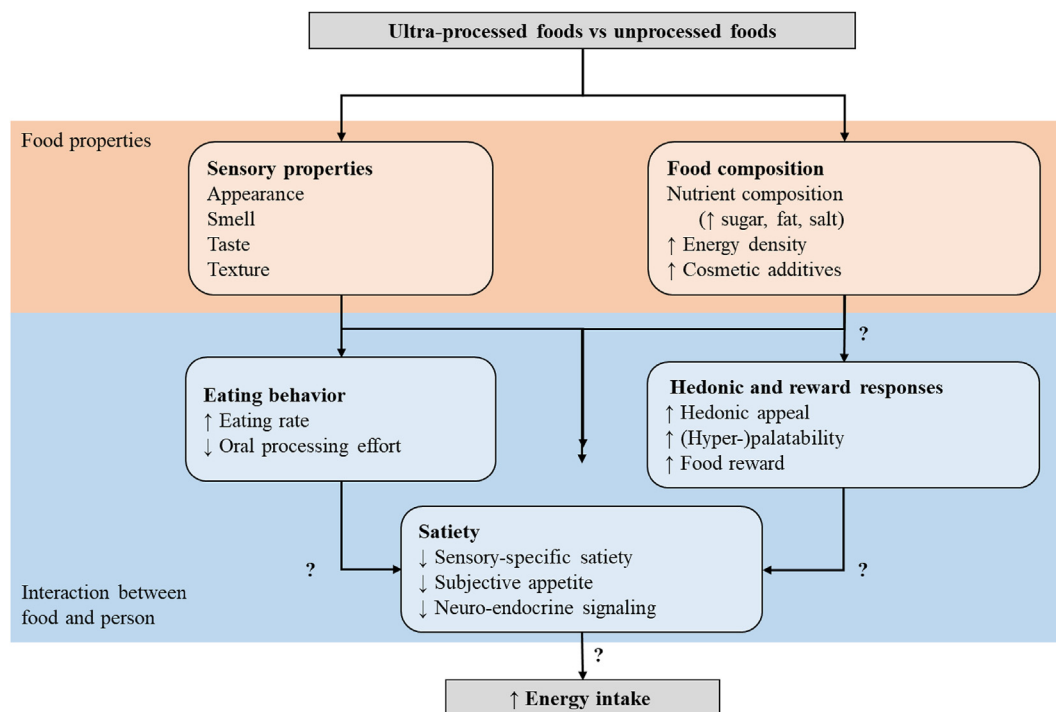 Ultra-processed foods vs unprocessed foods
Food properties
Sensory properties
Appearance
Smell
Taste
Texture
Food composition
Nutrient composition
(↑ sugar, fat, salt)
↑ Energy density
↑ Cosmetic additives
?
Eating behavior
↑ Eating rate
↓ Oral processing effort
Hedonic and reward responses
↑ Hedonic appeal
↑ (Hyper-)palatability
↑ Food reward
Satiety
↓ Sensory-specific satiety
↓ Subjective appetite
↓ Neuro-endocrine signaling
?
?
Interaction between
food and person
?
↑ Energy intake